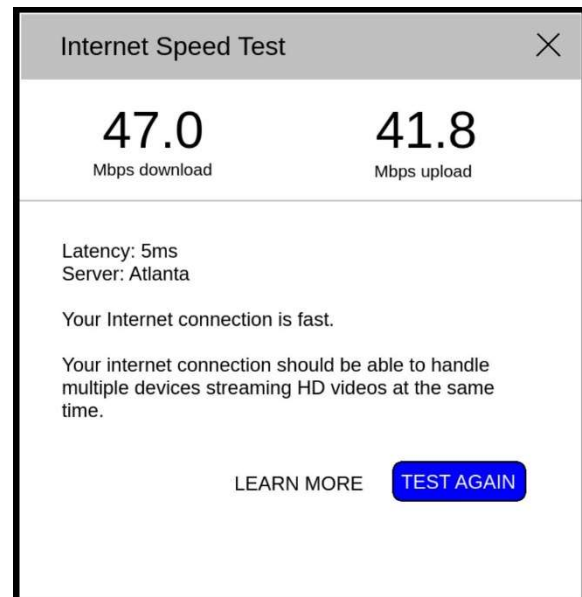 Internet Speed Test
47.0
Mbps download
41.8
Mbps upload
Latency: 5ms
Server: Atlanta
Your Internet connection is fast.
Your internet connection should be able to handle
multiple devices streaming HD videos at the same
time.
LEARN MORE
TEST AGAIN